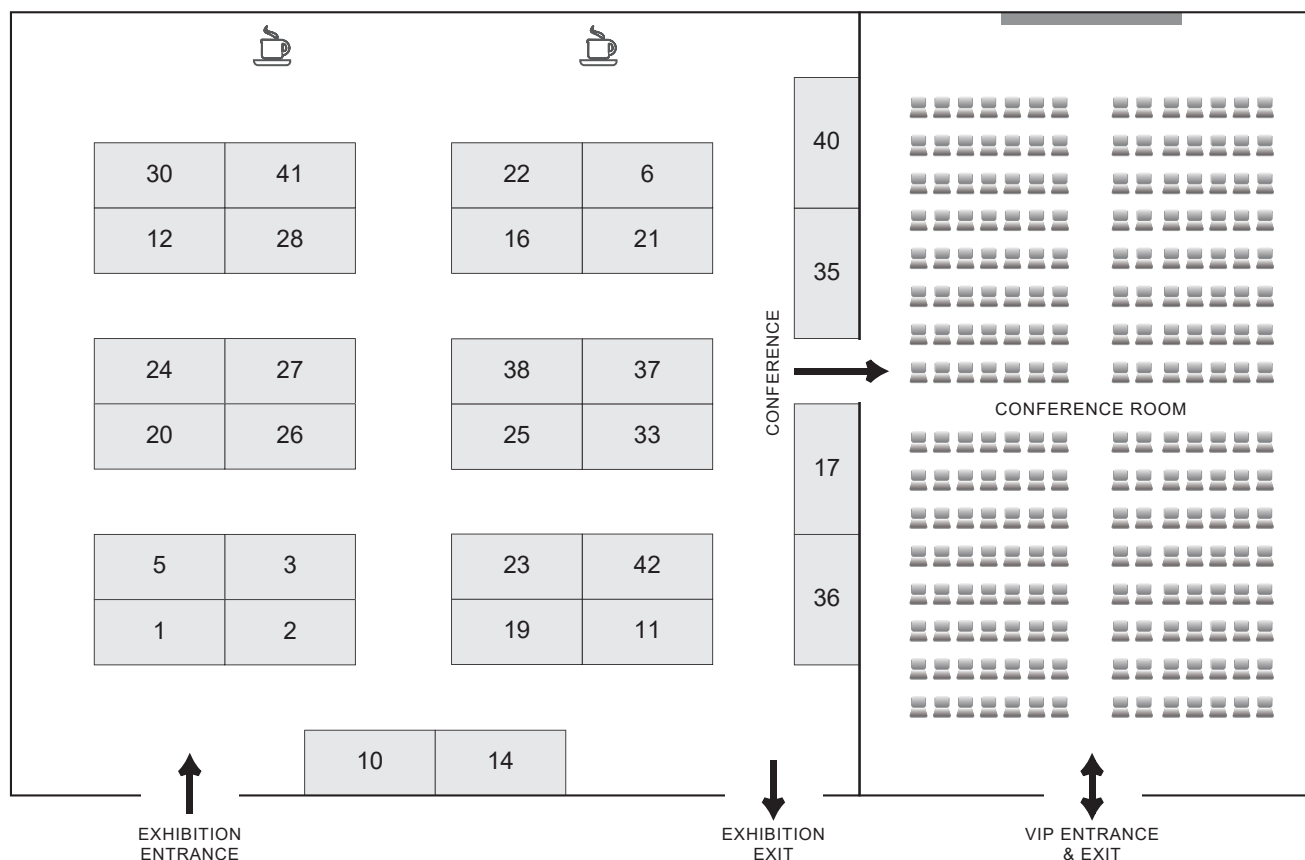 40
30 41
22 6
12 28
16 21
35
CONFERENCE
24 27
38 37
CONFERENCE ROOM
20 26
25 33
17
5 3
23 42
36
1 2
19 11
10 14
EXHIBITION
ENTRANCE
EXHIBITION
EXIT
VIP ENTRANCE
& EXIT